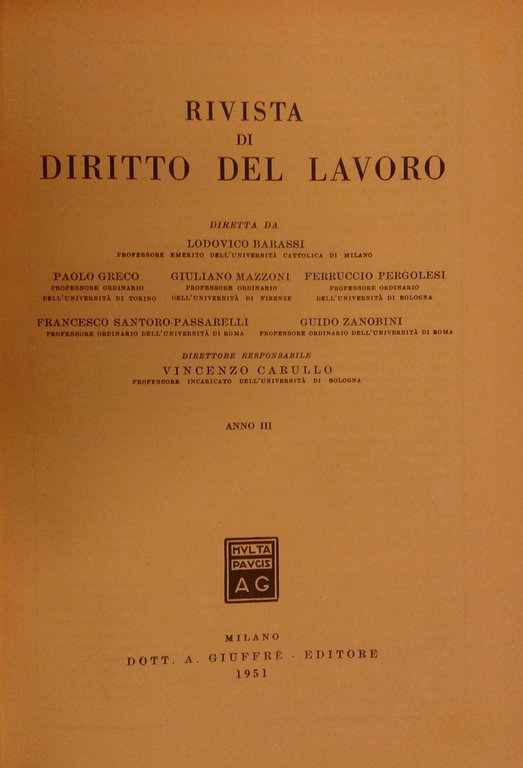 RIVISTA
DI
DIRITTO DEL LAVORO
DIRETTA DA
LODOVICO BARASSI
PROFESSORE EMERITO DELL'UNIVERSITÀ CATTOLICA DI MILANO
PAOLO GRECO GIULIANO MAZZONI FERRUCCIO PERGOLESI
PROFESSORE ORDINARIO PROFESSORE ORDINARIO PROFESSORE ORDINARIO
DELL'UNIVERSITÀ DI TORINO DELL'UNIVERSITÀ DI FIRENZE DELL'UNIVERSITÀ DI BOLOGNA
FRANCESCO SANTORO-PASSARELLI GUIDO ZANOBINI
PROFESSORE ORDINARIO DELL'UNIVERSITÀ DI ROMA PROFESSORE ORDINARIO DELL'UNIVERSITÀ DI ROMA
DIRETTORE RESPONSABILE
VINCENZO CARULLO
PROFESSORE INCARICATO DELL'UNIVERSITÀ DI BOLOGNA
ANNO III
MVLTA
PAVCIS
AG
MILANO
DOTT. A. GIUFFRÈ - EDITORE
1951